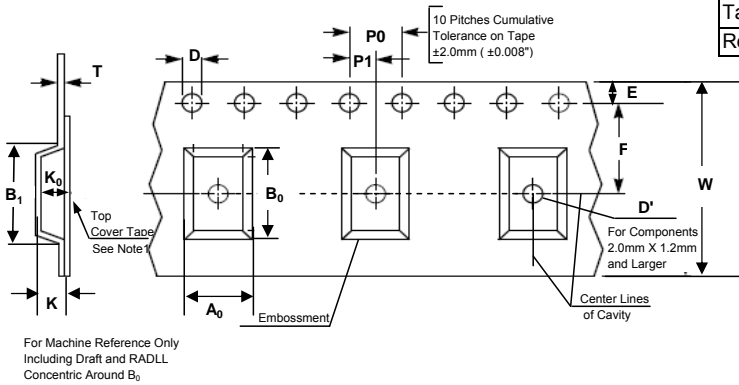 10 Pitches Cumulative
Tolerance on Tape
±2.0mm ( ±0.008")
P0
P1
D
T
E
F
W
B₁
K₀
B₀
Top
Cover Tape
See Note1
D'
For Components
2.0mm X 1.2mm
and Larger
K
A₀
Embossment
Center Lines
of Cavity
For Machine Reference Only
Including Draft and RADLL
Concentric Around B₀